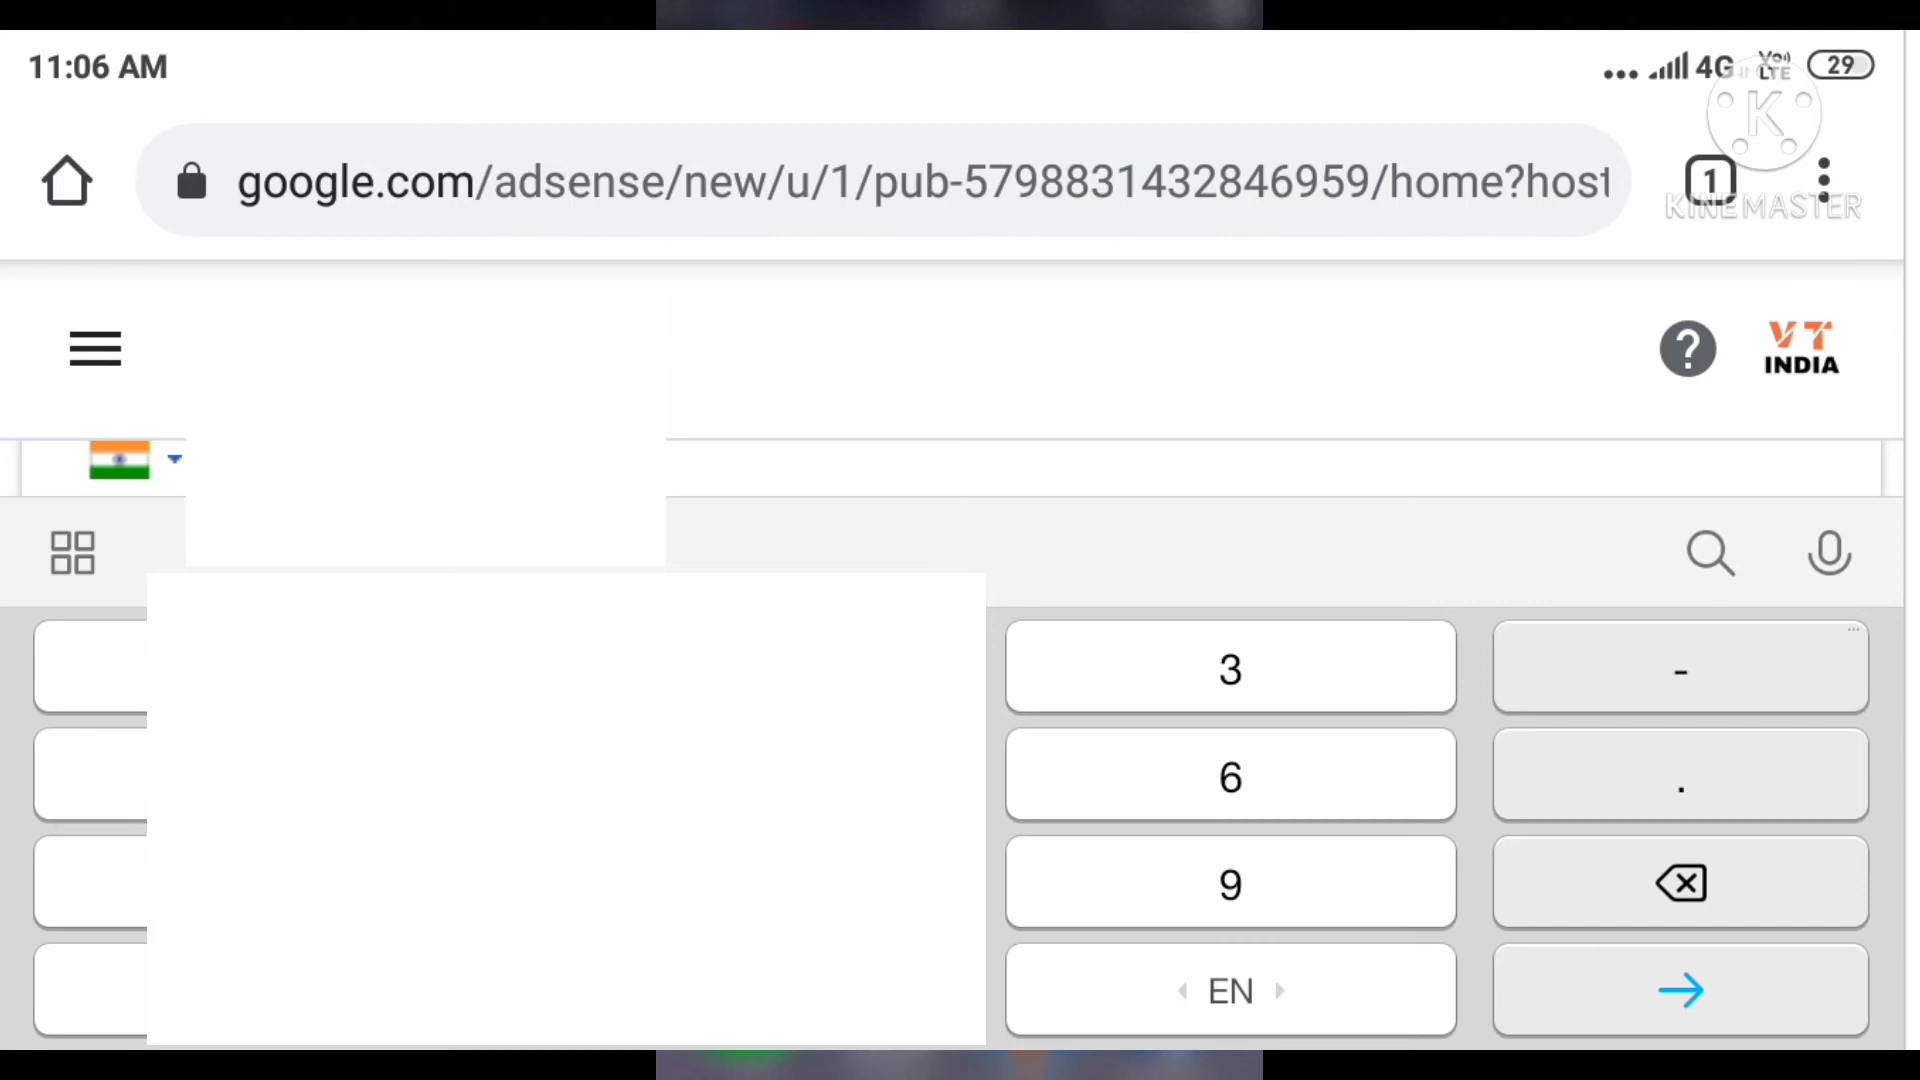 11:06 AM
4G VoLTE 29
google.com/adsense/new/u/1/pub-5798831432846959/home?host
1
K
KINEMASTER
?
VT
INDIA
3
-
6
.
9
EN